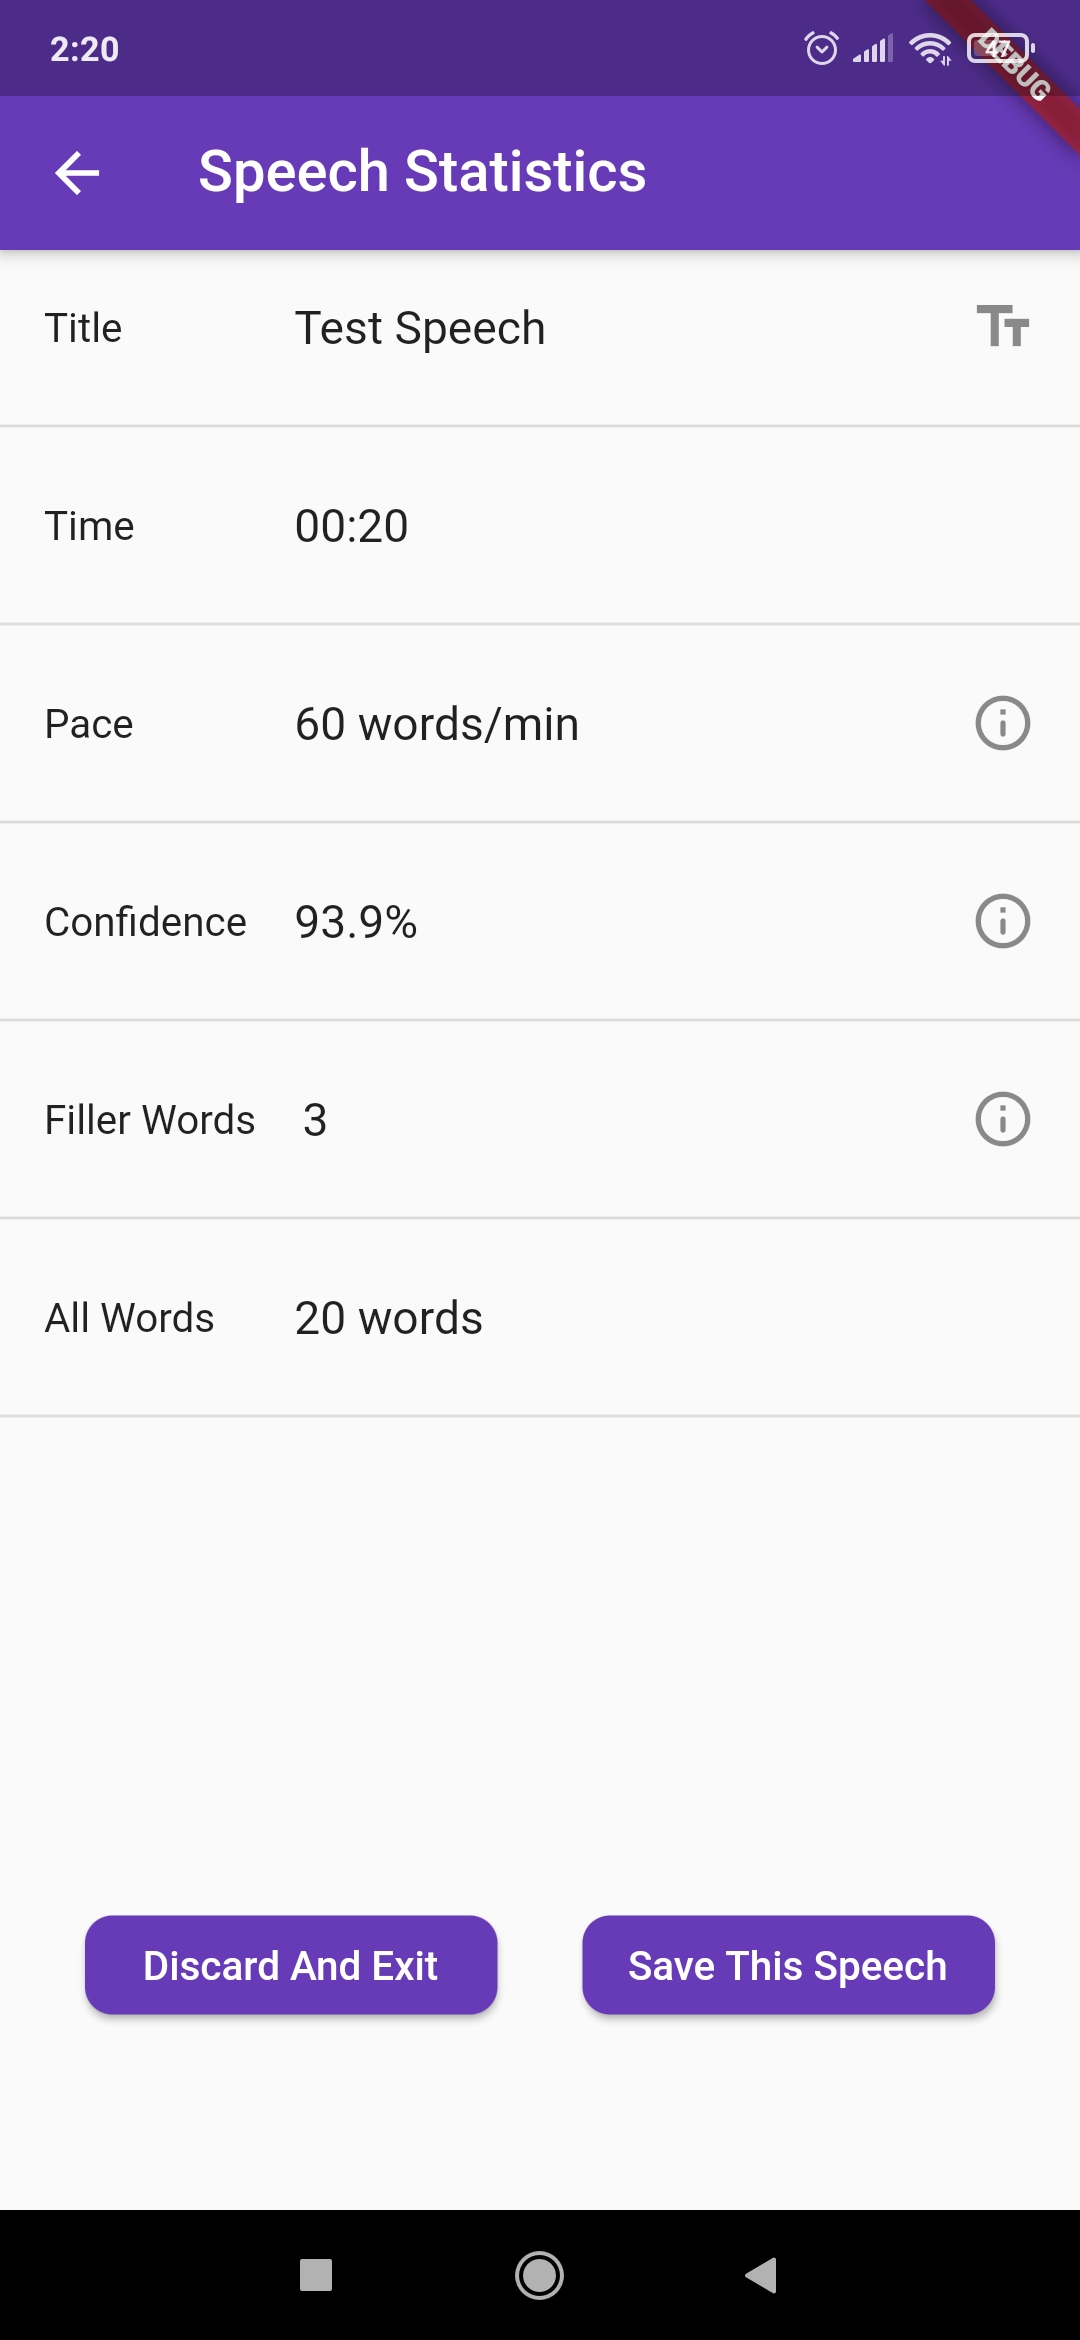 2:20
47
DEBUG
Speech Statistics
Title Test Speech
Time 00:20
Pace 60 words/min
Confidence 93.9%
Filler Words 3
All Words 20 words
Discard And Exit Save This Speech